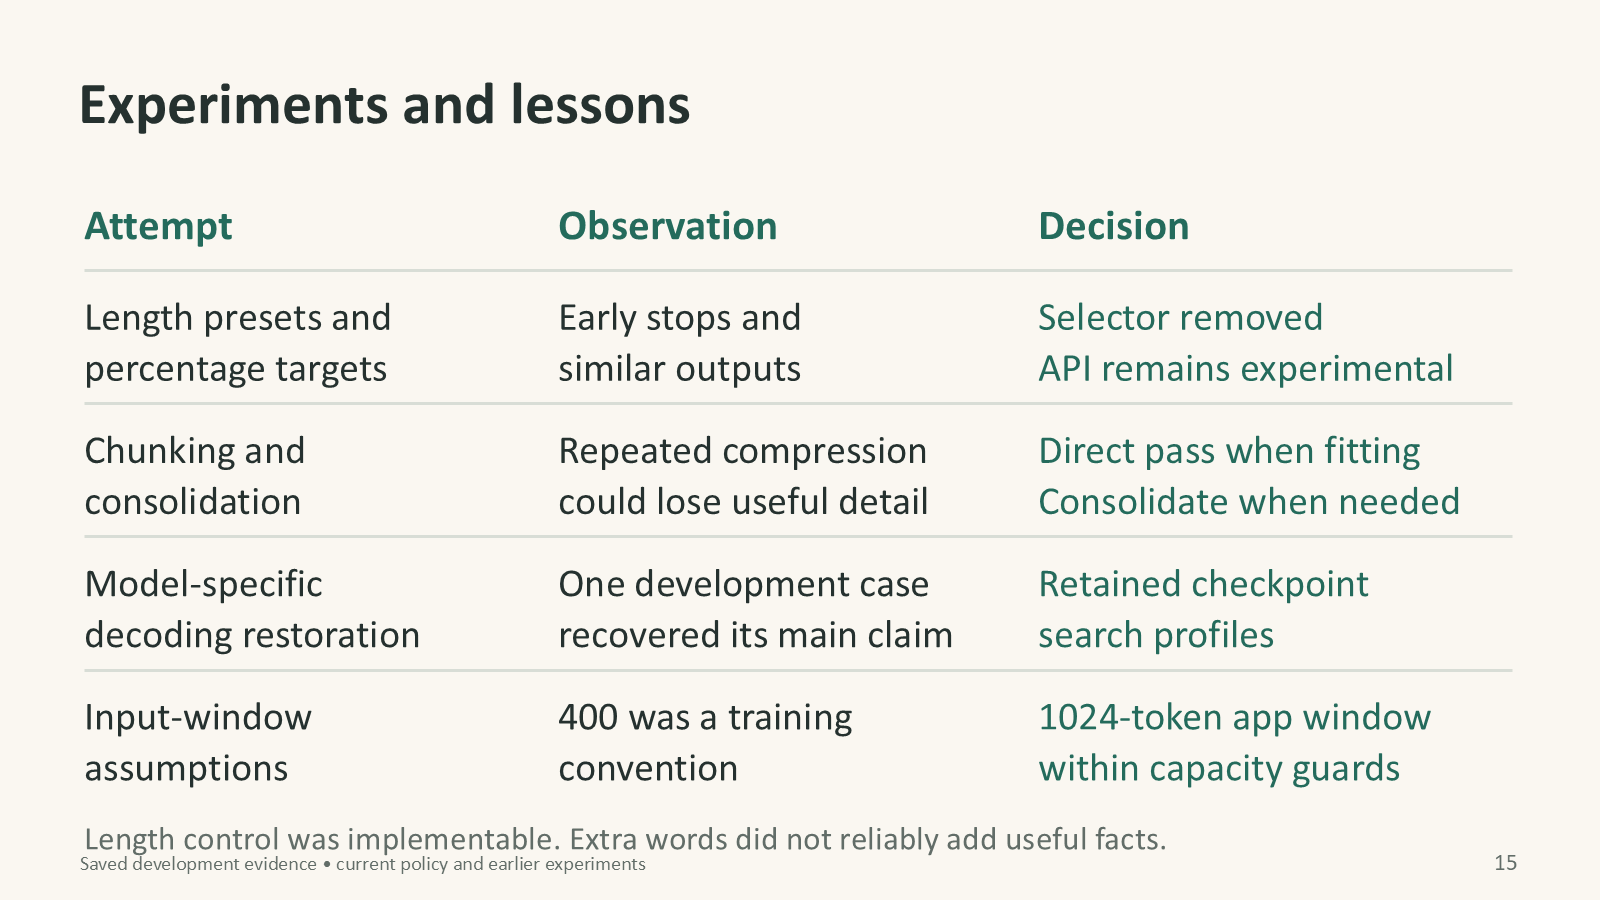 Experiments and lessons
Attempt Observation Decision
Length presets and Early stops and Selector removed
percentage targets similar outputs API remains experimental
Chunking and Repeated compression Direct pass when fitting
consolidation could lose useful detail Consolidate when needed
Model-specific One development case Retained checkpoint
decoding restoration recovered its main claim search profiles
Input-window 400 was a training 1024-token app window
assumptions convention within capacity guards
Length control was implementable. Extra words did not reliably add useful facts.
Saved development evidence • current policy and earlier experiments 15